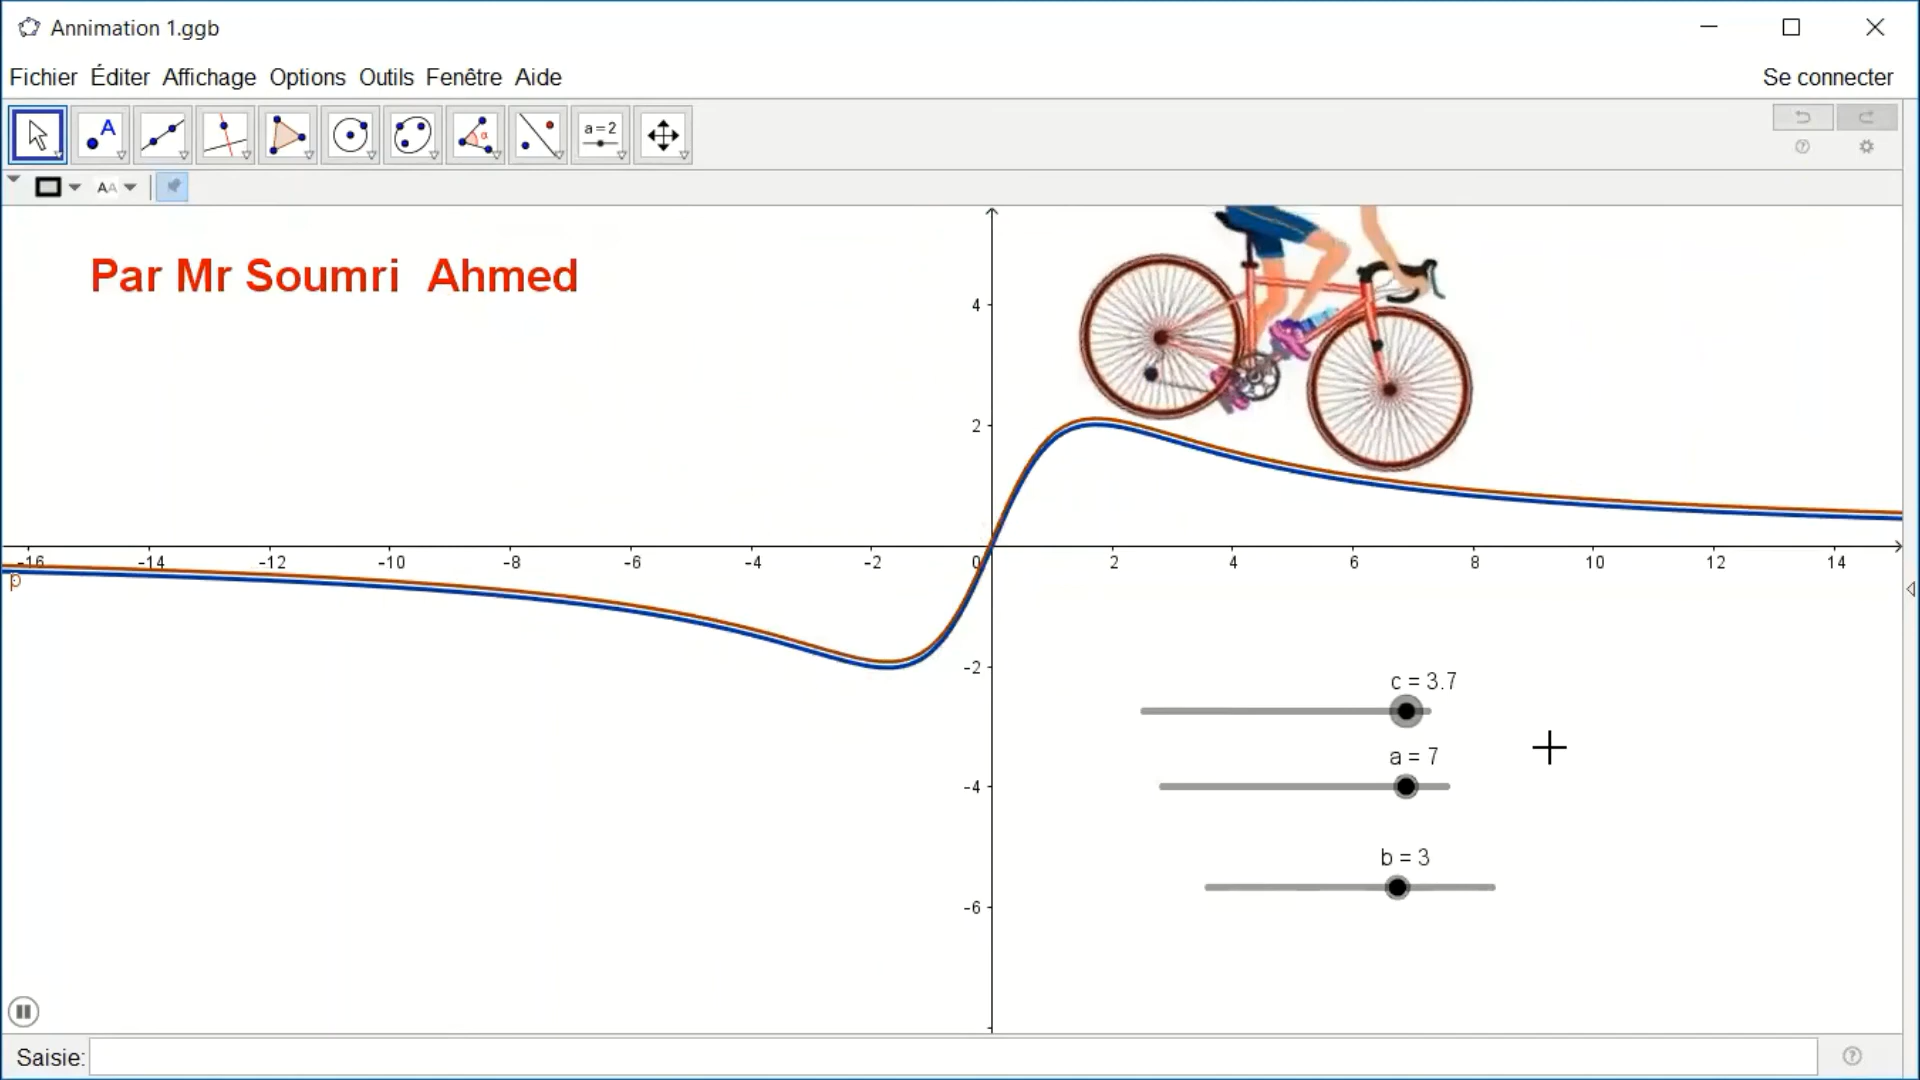 Annimation 1.ggb
Fichier Éditer Affichage Options Outils Fenêtre Aide Se connecter
A α a=2
AA
Par Mr Soumri Ahmed
4
2
-16 -14 -12 -10 -8 -6 -4 -2 0 2 4 6 8 10 12 14
p
-2
c = 3.7
a = 7
-4
b = 3
-6
Saisie: